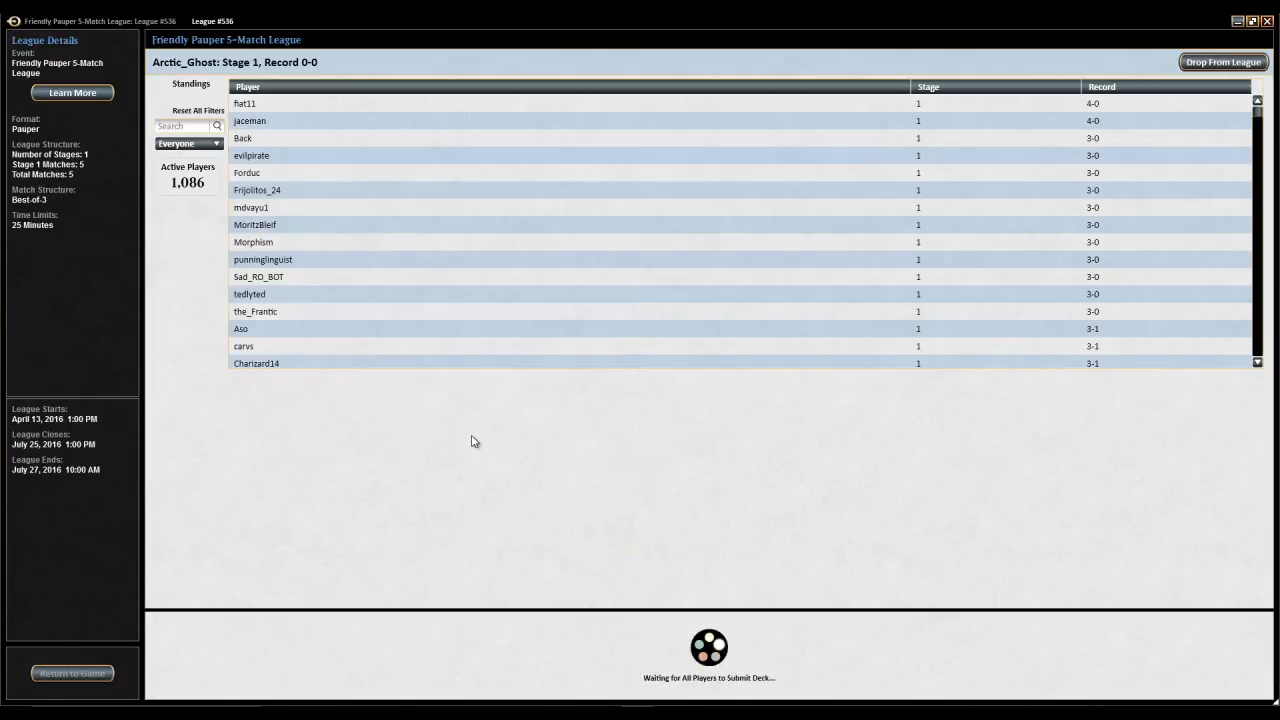 Friendly Pauper 5-Match League: League #536
League #536
League Details
Event:
Friendly Pauper 5-Match
League
Learn More
Format:
Pauper
League Structure:
Number of Stages: 1
Stage 1 Matches: 5
Total Matches: 5
Match Structure:
Best-of-3
Time Limits:
25 Minutes
League Starts:
April 13, 2016 1:00 PM
League Closes:
July 25, 2016 1:00 PM
League Ends:
July 27, 2016 10:00 AM
Return to Game
Friendly Pauper 5-Match League
Arctic_Ghost: Stage 1, Record 0-0
Drop From League
Standings
Reset All Filters
Search
Everyone
Active Players
1,086
Player Stage Record
fiat11 1 4-0
jaceman 1 4-0
Back 1 3-0
evilpirate 1 3-0
Forduc 1 3-0
Frijolitos_24 1 3-0
mdvayu1 1 3-0
MoritzBleif 1 3-0
Morphism 1 3-0
punninglinguist 1 3-0
Sad_RO_BOT 1 3-0
tedlyted 1 3-0
the_Frantic 1 3-0
Aso 1 3-1
carvs 1 3-1
Charizard14 1 3-1
Waiting for All Players to Submit Deck...